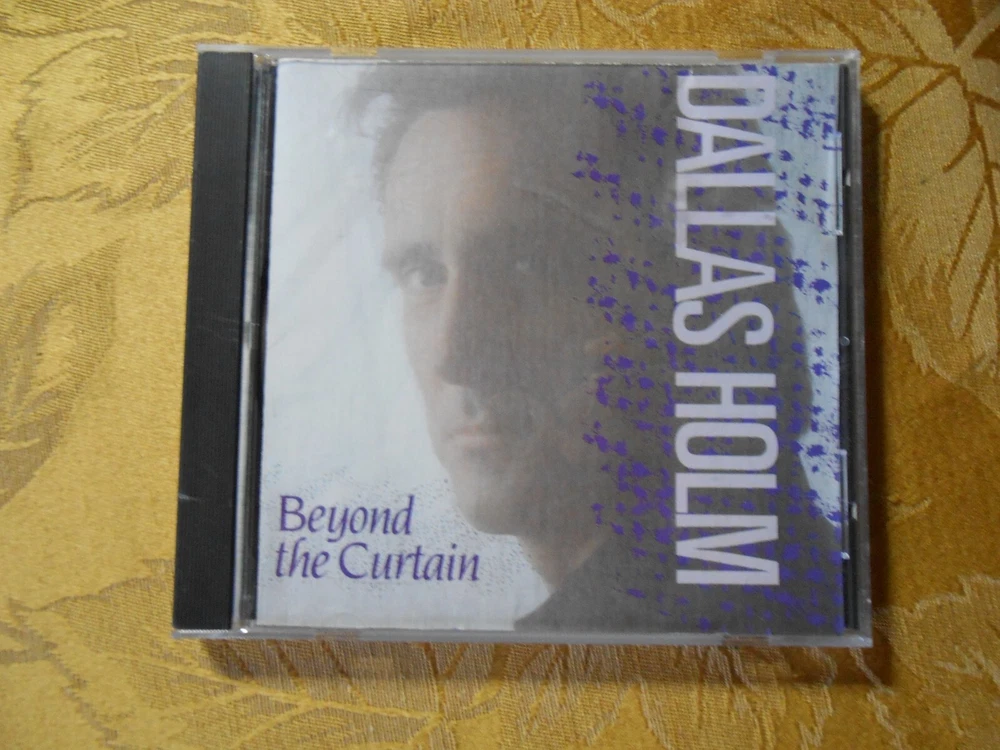 DALLAS HOLM
Beyond
the Curtain